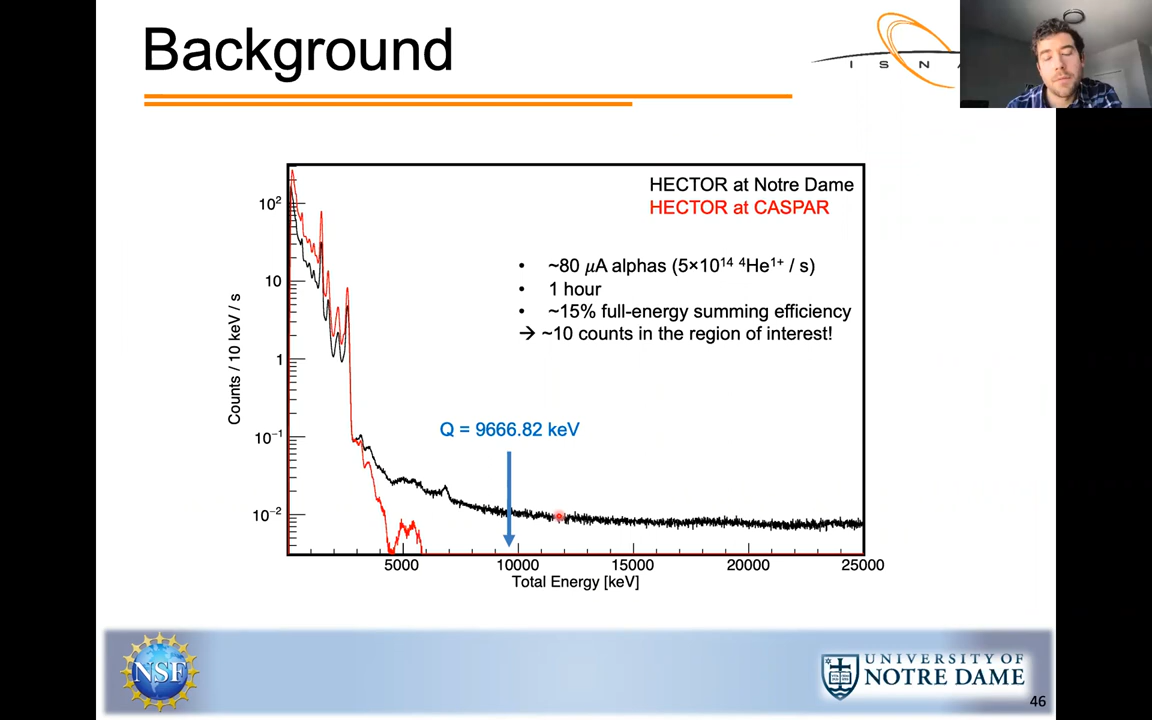 Background
I S N A
HECTOR at Notre Dame
HECTOR at CASPAR
• ~80 μA alphas (5×10¹⁴ ⁴He¹⁺ / s)
• 1 hour
• ~15% full-energy summing efficiency
→ ~10 counts in the region of interest!
Q = 9666.82 keV
Counts / 10 keV / s
10²
10
1
10⁻¹
10⁻²
5000 10000 15000 20000 25000
Total Energy [keV]
NSF
UNIVERSITY OF
NOTRE DAME
46